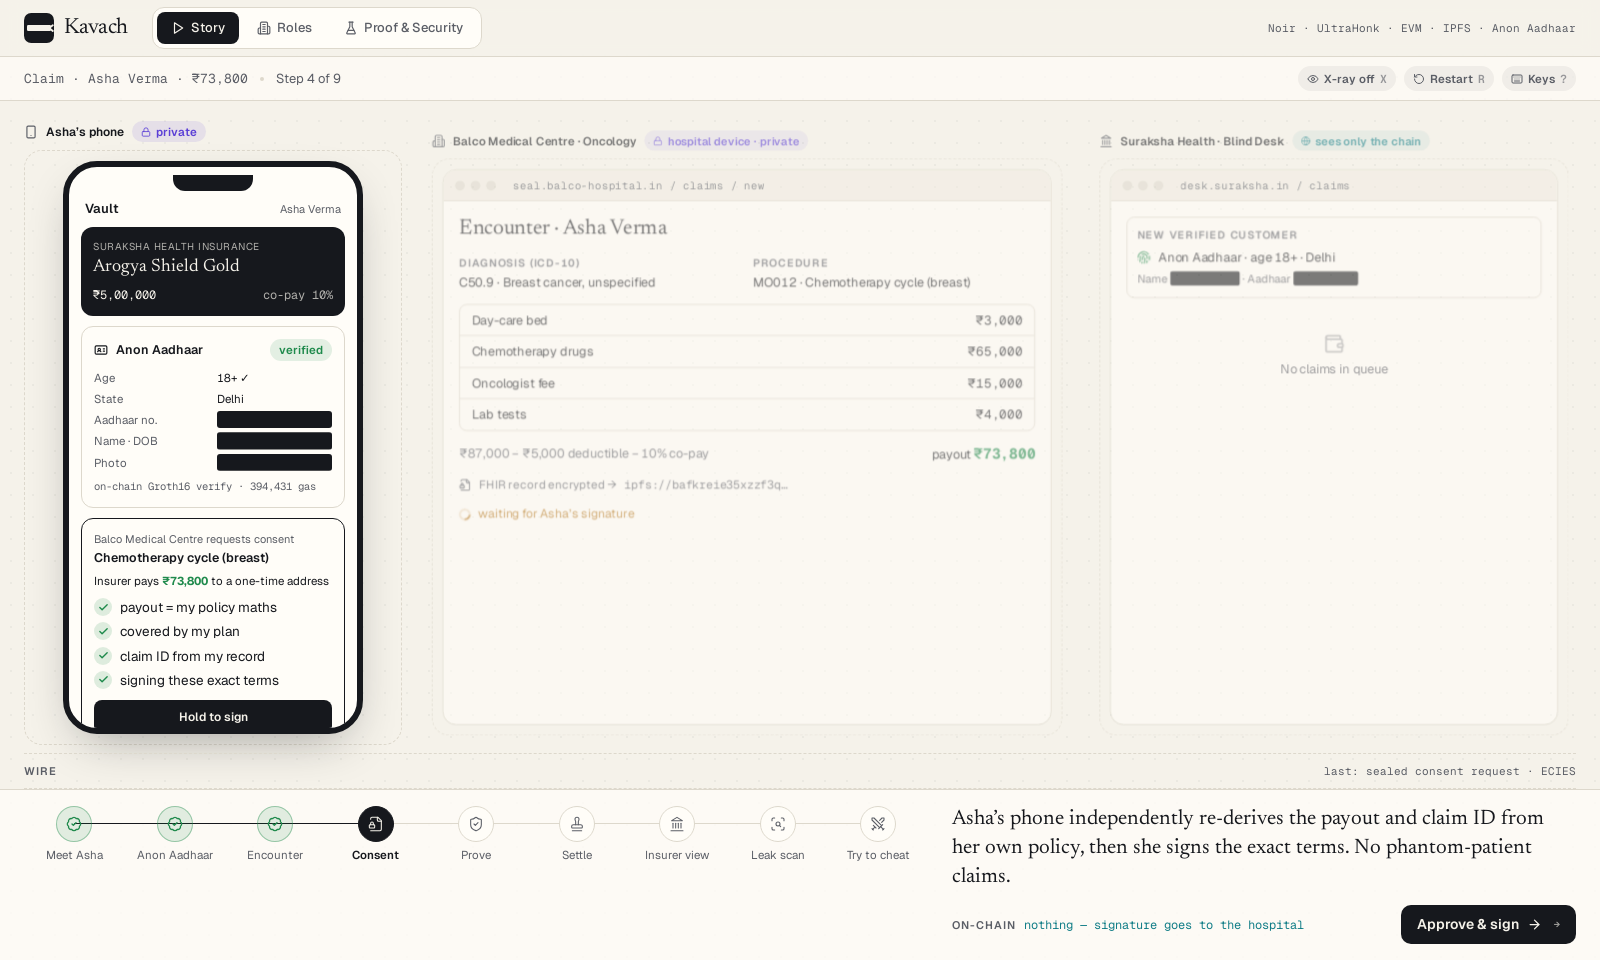 Kavach
Story
Roles
Proof & Security
Noir · UltraHonk · EVM · IPFS · Anon Aadhaar
Claim · Asha Verma · ₹73,800 • Step 4 of 9
X-ray off X
Restart R
Keys ?
Asha's phone
private
Vault
Asha Verma
SURAKSHA HEALTH INSURANCE
Arogya Shield Gold
₹5,00,000
co-pay 10%
Anon Aadhaar
verified
Age 18+ ✓
State Delhi
Aadhaar no.
Name · DOB
Photo
on-chain Groth16 verify · 394,431 gas
Balco Medical Centre requests consent
Chemotherapy cycle (breast)
Insurer pays ₹73,800 to a one-time address
payout = my policy maths
covered by my plan
claim ID from my record
signing these exact terms
Hold to sign
Balco Medical Centre · Oncology
hospital device · private
seal.balco-hospital.in / claims / new
Encounter · Asha Verma
DIAGNOSIS (ICD-10)
PROCEDURE
C50.9 · Breast cancer, unspecified
MO012 · Chemotherapy cycle (breast)
Day-care bed ₹3,000
Chemotherapy drugs ₹65,000
Oncologist fee ₹15,000
Lab tests ₹4,000
₹87,000 − ₹5,000 deductible − 10% co-pay
payout ₹73,800
FHIR record encrypted → ipfs://bafkreie35xzzf3q…
waiting for Asha's signature
Suraksha Health · Blind Desk
sees only the chain
desk.suraksha.in / claims
NEW VERIFIED CUSTOMER
Anon Aadhaar · age 18+ · Delhi
Name · Aadhaar
No claims in queue
WIRE
last: sealed consent request · ECIES
Meet Asha
Anon Aadhaar
Encounter
Consent
Prove
Settle
Insurer view
Leak scan
Try to cheat
Asha's phone independently re-derives the payout and claim ID from
her own policy, then she signs the exact terms. No phantom-patient
claims.
ON-CHAIN nothing — signature goes to the hospital
Approve & sign → →